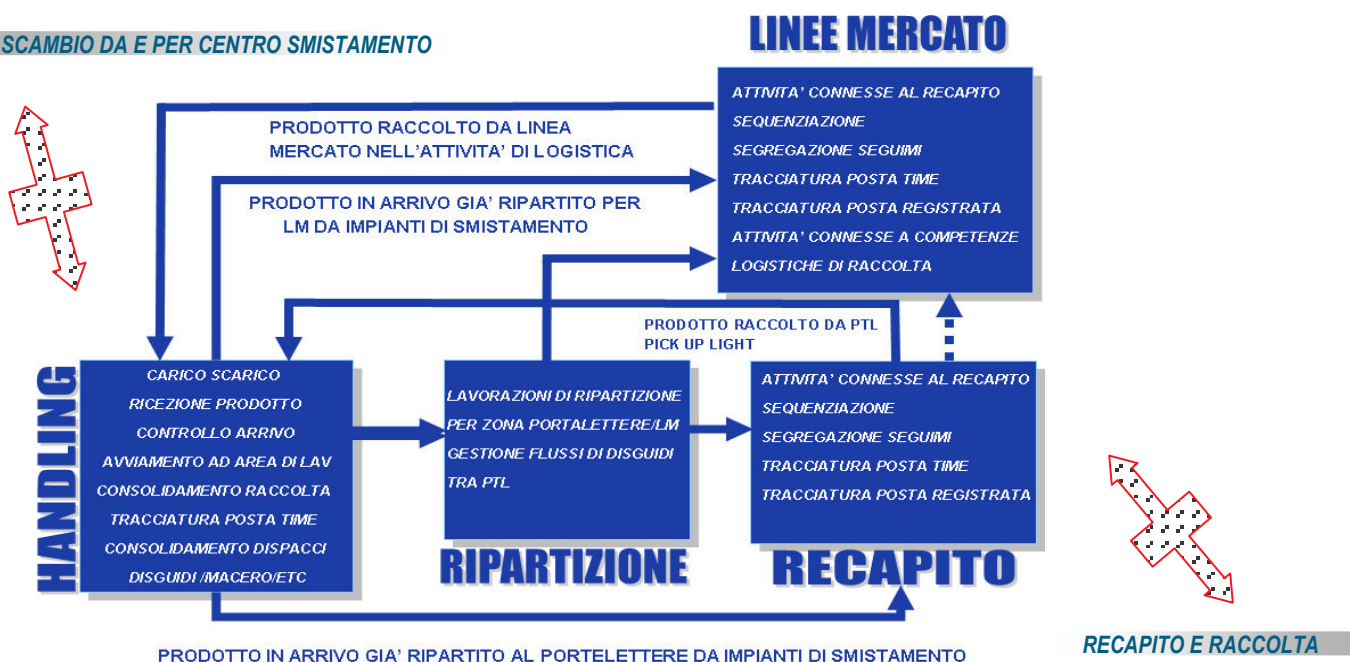 SCAMBIO DA E PER CENTRO SMISTAMENTO
LINEE MERCATO
ATTIVITA' CONNESSE AL RECAPITO
SEQUENZIAZIONE
SEGREGAZIONE SEGUIMI
TRACCIATURA POSTA TIME
TRACCIATURA POSTA REGISTRATA
ATTIVITA' CONNESSE A COMPETENZE
LOGISTICHE DI RACCOLTA
PRODOTTO RACCOLTO DA LINEA
MERCATO NELL'ATTIVITA' DI LOGISTICA
PRODOTTO IN ARRIVO GIA' RIPARTITO PER
LM DA IMPIANTI DI SMISTAMENTO
PRODOTTO RACCOLTO DA PTL
PICK UP LIGHT
HANDLING
CARICO SCARICO
RICEZIONE PRODOTTO
CONTROLLO ARRIVO
AVVIAMENTO AD AREA DI LAV
CONSOLIDAMENTO RACCOLTA
TRACCIATURA POSTA TIME
CONSOLIDAMENTO DISPACCI
DISGUIDI /MACERO/ETC
LAVORAZIONI DI RIPARTIZIONE
PER ZONA PORTALETTERE/LM
GESTIONE FLUSSI DI DISGUIDI
TRA PTL
RIPARTIZIONE
ATTIVITA' CONNESSE AL RECAPITO
SEQUENZIAZIONE
SEGREGAZIONE SEGUIMI
TRACCIATURA POSTA TIME
TRACCIATURA POSTA REGISTRATA
RECAPITO
PRODOTTO IN ARRIVO GIA' RIPARTITO AL PORTELETTERE DA IMPIANTI DI SMISTAMENTO
RECAPITO E RACCOLTA